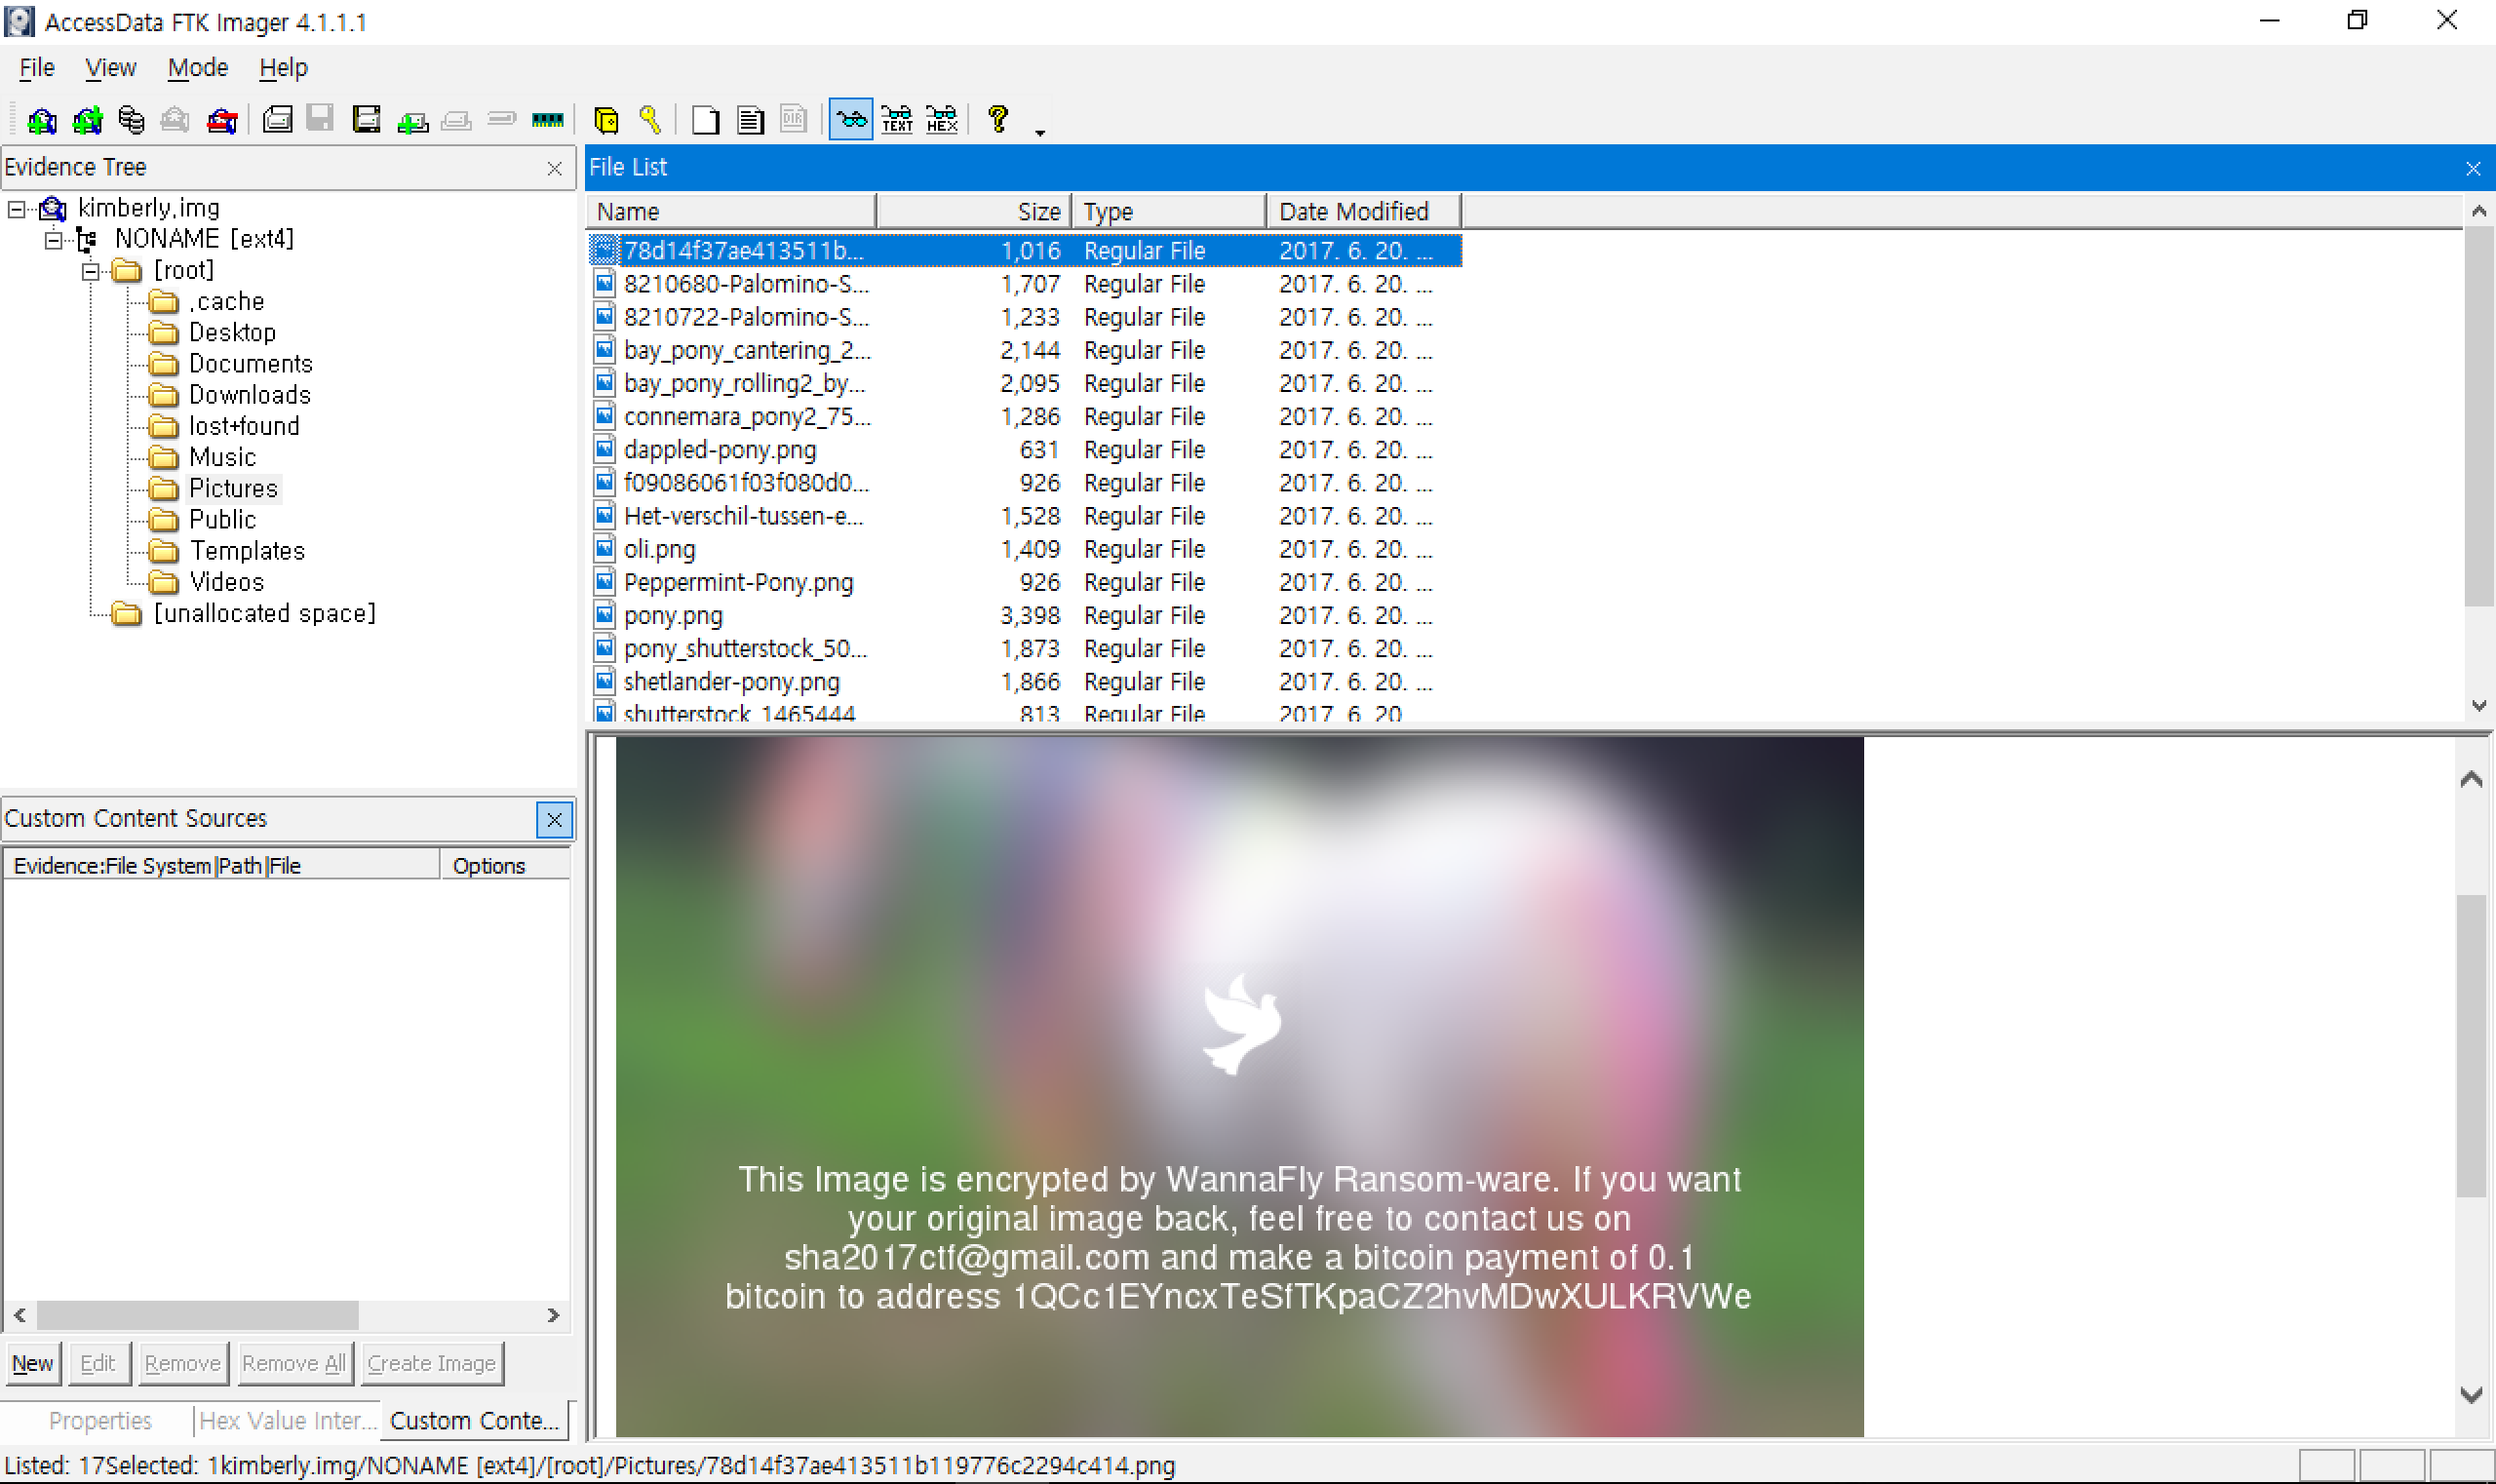 AccessData FTK Imager 4.1.1.1
File View Mode Help
TEXT HEX DIR
Evidence Tree
kimberly.img
NONAME [ext4]
[root]
.cache
Desktop
Documents
Downloads
lost+found
Music
Pictures
Public
Templates
Videos
[unallocated space]
Custom Content Sources
Evidence:File System|Path|File Options
New Edit Remove Remove All Create Image
Properties Hex Value Inter... Custom Conte...
File List
Name Size Type Date Modified
78d14f37ae413511b... 1,016 Regular File 2017. 6. 20. ...
8210680-Palomino-S... 1,707 Regular File 2017. 6. 20. ...
8210722-Palomino-S... 1,233 Regular File 2017. 6. 20. ...
bay_pony_cantering_2... 2,144 Regular File 2017. 6. 20. ...
bay_pony_rolling2_by... 2,095 Regular File 2017. 6. 20. ...
connemara_pony2_75... 1,286 Regular File 2017. 6. 20. ...
dappled-pony.png 631 Regular File 2017. 6. 20. ...
f09086061f03f080d0... 926 Regular File 2017. 6. 20. ...
Het-verschil-tussen-e... 1,528 Regular File 2017. 6. 20. ...
oli.png 1,409 Regular File 2017. 6. 20. ...
Peppermint-Pony.png 926 Regular File 2017. 6. 20. ...
pony.png 3,398 Regular File 2017. 6. 20. ...
pony_shutterstock_50... 1,873 Regular File 2017. 6. 20. ...
shetlander-pony.png 1,866 Regular File 2017. 6. 20. ...
shutterstock_1465444 813 Regular File 2017 6 20
This Image is encrypted by WannaFly Ransom-ware. If you want
your original image back, feel free to contact us on
sha2017ctf@gmail.com and make a bitcoin payment of 0.1
bitcoin to address 1QCc1EYncxTeSfTKpaCZ2hvMDwXULKRVWe
Listed: 17Selected: 1kimberly.img/NONAME [ext4]/[root]/Pictures/78d14f37ae413511b119776c2294c414.png